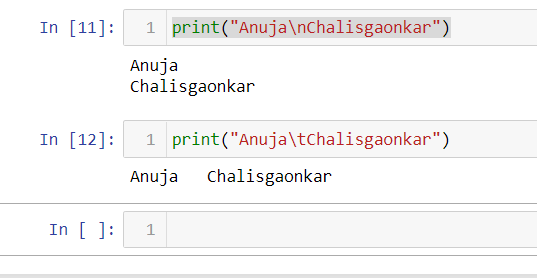 In [11]: 1 print("Anuja\nChalisgaonkar")
Anuja
Chalisgaonkar
In [12]: 1 print("Anuja\tChalisgaonkar")
Anuja   Chalisgaonkar
In [ ]: 1